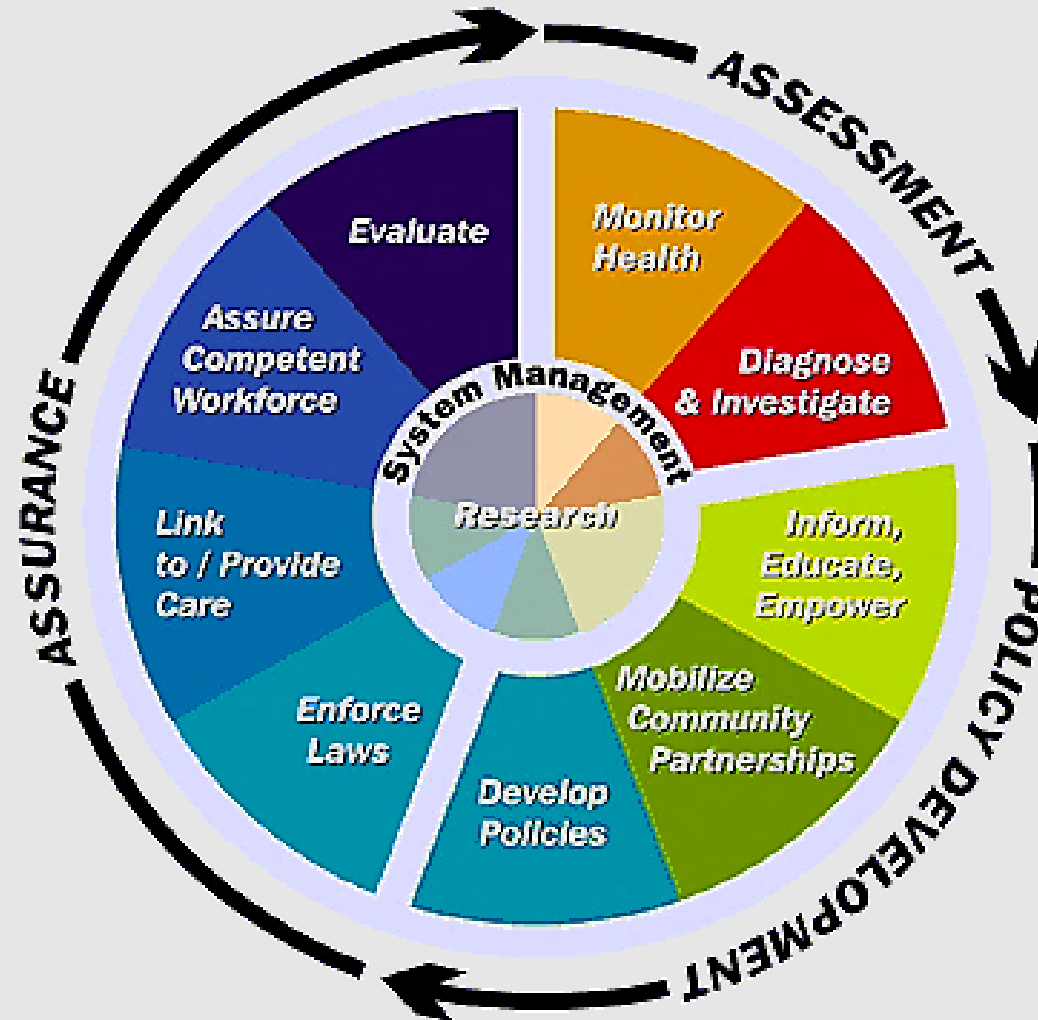 ASSESSMENT
Monitor
Health
Diagnose
& Investigate
POLICY DEVELOPMENT
Inform,
Educate,
Empower
Mobilize
Community
Partnerships
Develop
Policies
ASSURANCE
Enforce
Laws
Link
to / Provide
Care
Assure
Competent
Workforce
Evaluate
System Management
Research